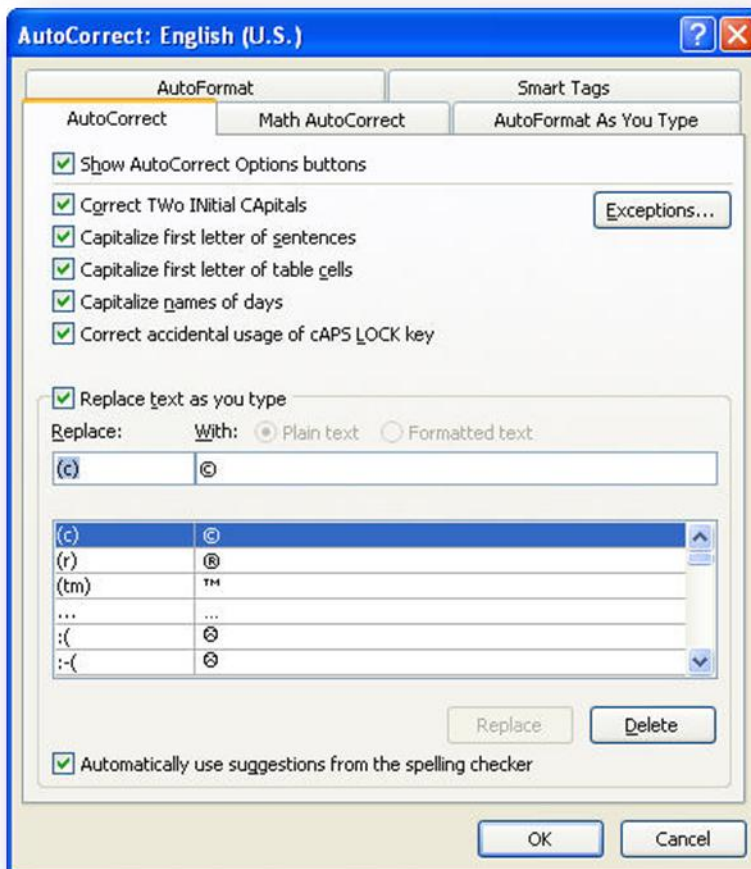 AutoCorrect: English (U.S.)
AutoFormat Smart Tags
AutoCorrect Math AutoCorrect AutoFormat As You Type
Show AutoCorrect Options buttons
Correct TWo INitial CApitals Exceptions...
Capitalize first letter of sentences
Capitalize first letter of table cells
Capitalize names of days
Correct accidental usage of cAPS LOCK key
Replace text as you type
Replace: With: Plain text Formatted text
(c) ©
(c) ©
(r) ®
(tm) ™
... ...
:( ☹
:-( ☹
Replace Delete
Automatically use suggestions from the spelling checker
OK Cancel